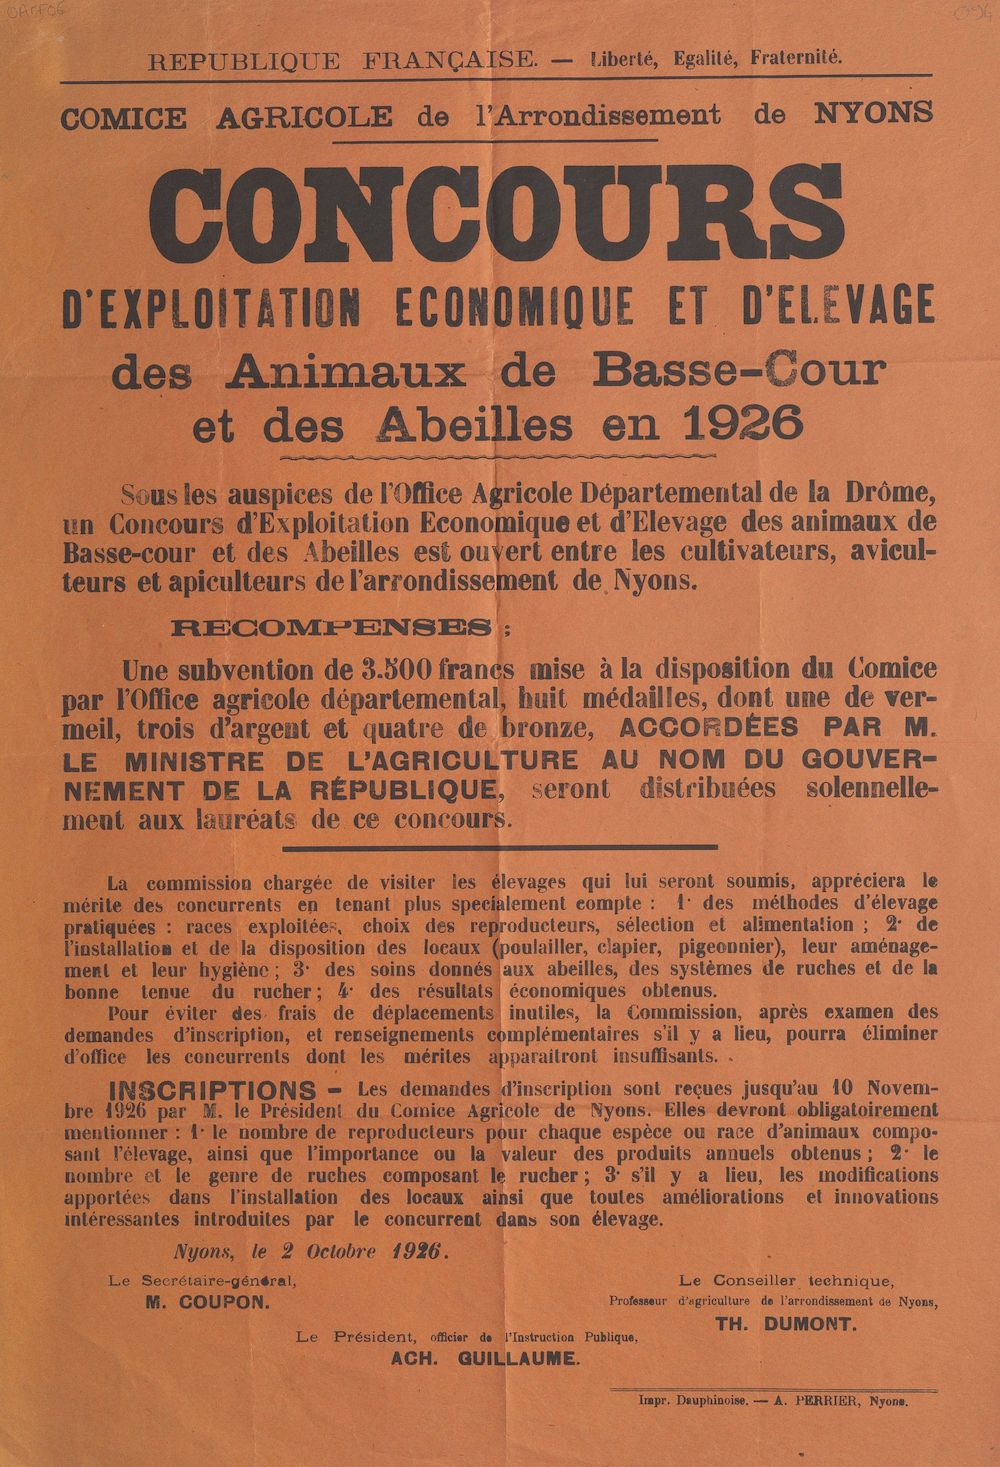 REPUBLIQUE FRANÇAISE. — Liberté, Egalité, Fraternité.
COMICE AGRICOLE de l'Arrondissement de NYONS
CONCOURS
D'EXPLOITATION ECONOMIQUE ET D'ELEVAGE
des Animaux de Basse-Cour
et des Abeilles en 1926
Sous les auspices de l'Office Agricole Départemental de la Drôme,
un Concours d'Exploitation Economique et d'Elevage des animaux de
Basse-cour et des Abeilles est ouvert entre les cultivateurs, avicul-
teurs et apiculteurs de l'arrondissement de Nyons.
RECOMPENSES ;
Une subvention de 3.500 francs mise à la disposition du Comice
par l'Office agricole départemental, huit médailles, dont une de ver-
meil, trois d'argent et quatre de bronze, ACCORDÉES PAR M.
LE MINISTRE DE L'AGRICULTURE AU NOM DU GOUVER-
NEMENT DE LA RÉPUBLIQUE, seront distribuées solennelle-
ment aux lauréats de ce concours.
La commission chargée de visiter les élevages qui lui seront soumis, appréciera le
mérite des concurrents en tenant plus specialement compte : 1· des méthodes d'élevage
pratiquées : races exploitées, choix des reproducteurs, sélection et alimentation ; 2· de
l'installation et de la disposition des locaux (poulailler, clapier, pigeonnier), leur aménage-
ment et leur hygiène ; 3· des soins donnés aux abeilles, des systèmes de ruches et de la
bonne tenue du rucher ; 4· des résultats économiques obtenus.
Pour éviter des frais de déplacements inutiles, la Commission, après examen des
demandes d'inscription, et renseignements complémentaires s'il y a lieu, pourra éliminer
d'office les concurrents dont les mérites apparaitront insuffisants.
INSCRIPTIONS — Les demandes d'inscription sont reçues jusqu'au 10 Novem-
bre 1926 par M. le Président du Comice Agricole de Nyons. Elles devront obligatoirement
mentionner : 1· le nombre de reproducteurs pour chaque espèce ou race d'animaux compo-
sant l'élevage, ainsi que l'importance ou la valeur des produits annuels obtenus ; 2· le
nombre et le genre de ruches composant le rucher ; 3· s'il y a lieu, les modifications
apportées dans l'installation des locaux ainsi que toutes améliorations et innovations
intéressantes introduites par le concurrent dans son élevage.
Nyons, le 2 Octobre 1926.
Le Secrétaire-général,
M. COUPON.
Le Conseiller technique,
Professeur d'agriculture de l'arrondissement de Nyons,
TH. DUMONT.
Le Président, officier de l'Instruction Publique,
ACH. GUILLAUME.
Impr. Dauphinoise. — A. PERRIER, Nyons.